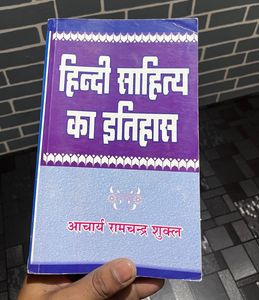 हिन्दी साहित्य
का इतिहास
आचार्य रामचन्द्र शुक्ल